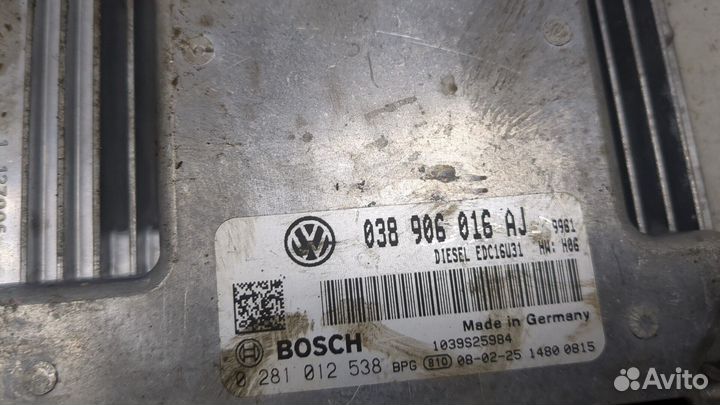 038 906 016 AJ 9961
DIESEL EDC16U31 HW: H06
Made in Germany
1039S25984
BOSCH
0 281 012 538 BPG 810 08-02-25 1480 0815
Avito